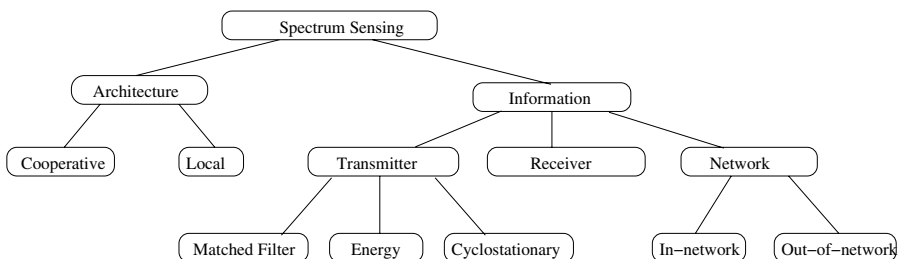 Spectrum Sensing
Architecture
Information
Cooperative
Local
Transmitter
Receiver
Network
Matched Filter
Energy
Cyclostationary
In−network
Out−of−network